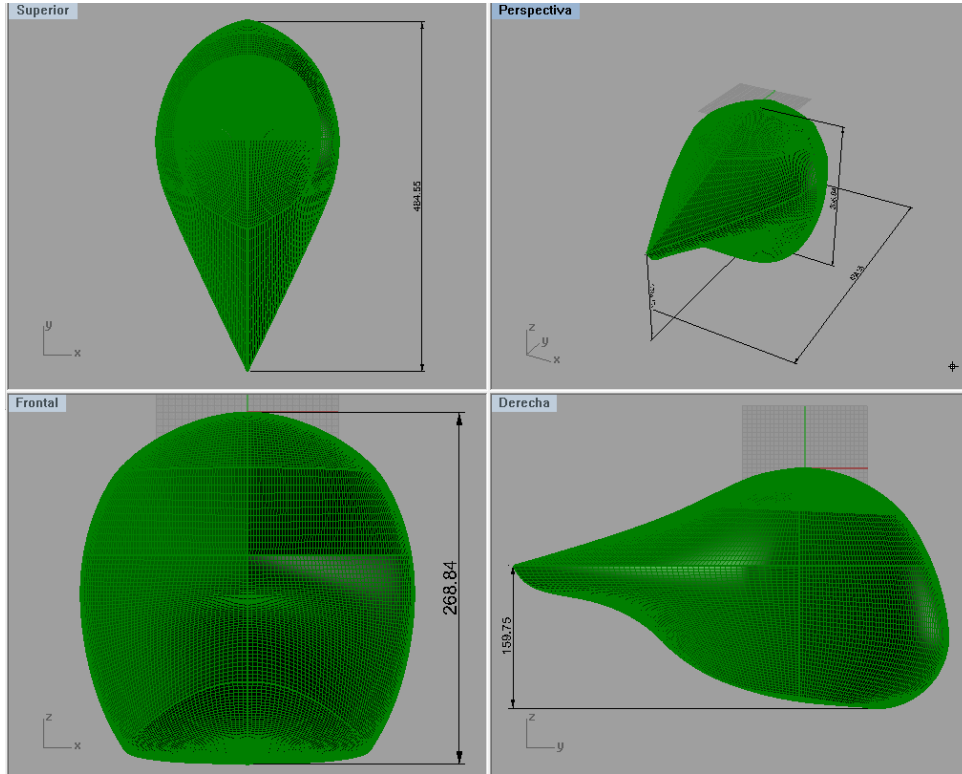 Superior
484.55
y
x
Perspectiva
z
y
x
Frontal
268.84
z
x
Derecha
159.75
z
y